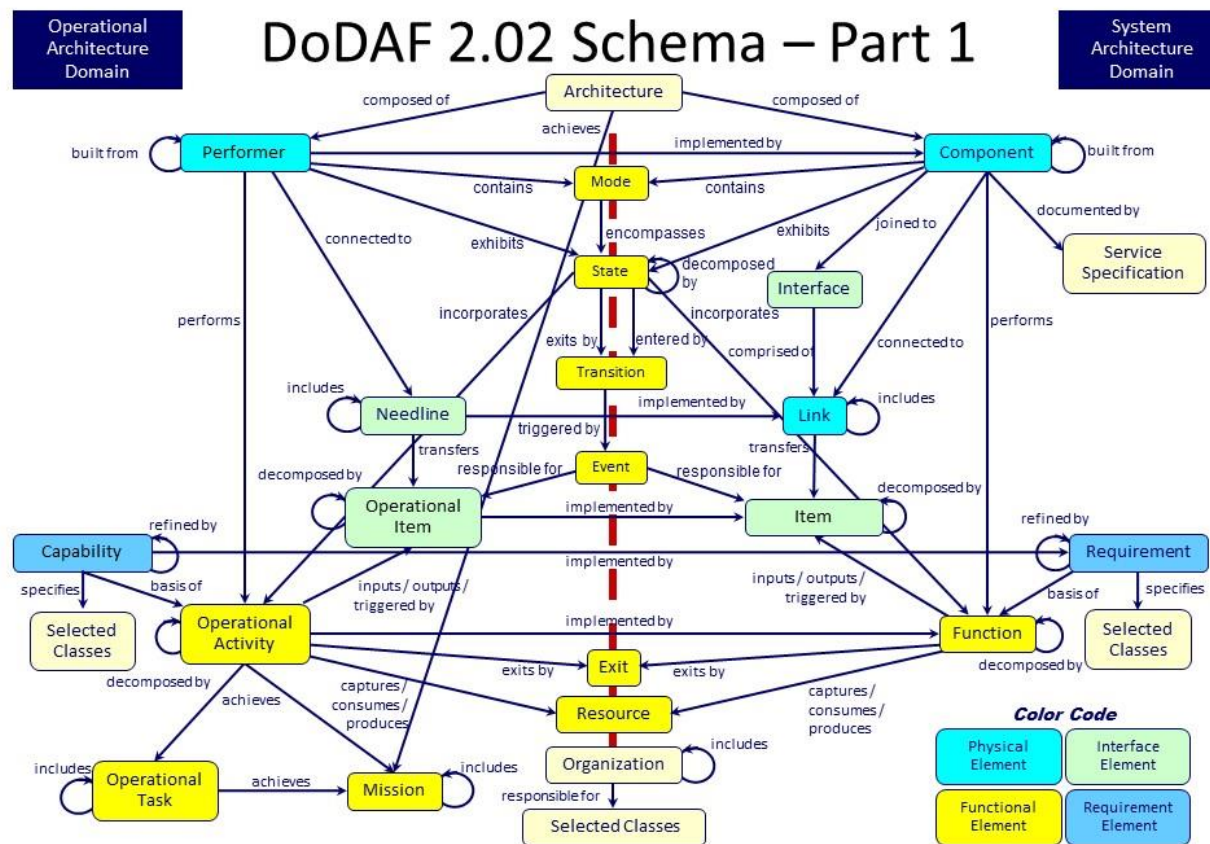 Operational
Architecture
Domain
DoDAF 2.02 Schema – Part 1
System
Architecture
Domain
Architecture
composed of
composed of
achieves
built from
Performer
implemented by
Component
built from
Mode
contains
contains
documented by
connected to
exhibits
encompasses
exhibits
joined to
Service
Specification
State
decomposed
by
Interface
performs
incorporates
incorporates
performs
exits by
entered by
comprised of
connected to
Transition
includes
Needline
implemented by
Link
includes
triggered by
transfers
transfers
decomposed by
responsible for
Event
responsible for
decomposed by
Operational
Item
implemented by
Item
refined by
refined by
Capability
implemented by
Requirement
specifies
basis of
inputs / outputs /
triggered by
inputs / outputs /
triggered by
basis of
specifies
Selected
Classes
Operational
Activity
implemented by
Function
Selected
Classes
exits by
Exit
exits by
decomposed by
decomposed by
achieves
captures /
consumes /
produces
Resource
captures /
consumes /
produces
Color Code
includes
Organization
includes
Physical
Element
Interface
Element
includes
Operational
Task
achieves
Mission
includes
responsible for
Selected Classes
Functional
Element
Requirement
Element